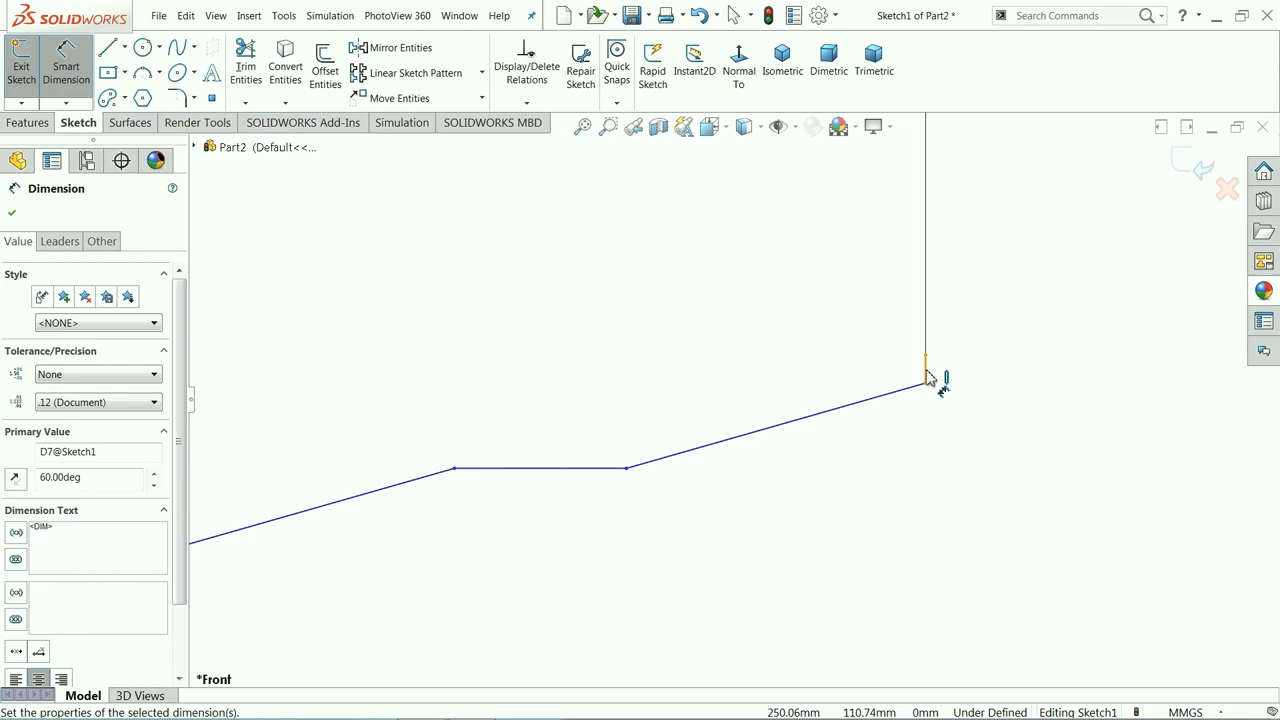 SOLIDWORKS
File Edit View Insert Tools Simulation PhotoView 360 Window Help
Sketch1 of Part2 *
Search Commands
Exit Sketch
Smart Dimension
Trim Entities
Convert Entities
Offset Entities
Mirror Entities
Linear Sketch Pattern
Move Entities
Display/Delete Relations
Repair Sketch
Quick Snaps
Rapid Sketch
Instant2D
Normal To
Isometric
Dimetric
Trimetric
Features Sketch Surfaces Render Tools SOLIDWORKS Add-Ins Simulation SOLIDWORKS MBD
Part2 (Default<<...
Dimension
Value Leaders Other
Style
<NONE>
Tolerance/Precision
None
.12 (Document)
Primary Value
D7@Sketch1
60.00deg
Dimension Text
<DIM>
*Front
Model 3D Views
Set the properties of the selected dimension(s).
250.06mm 110.74mm 0mm Under Defined Editing Sketch1 MMGS